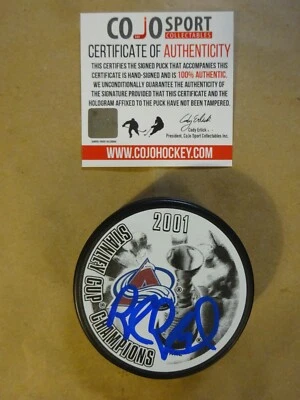 COJO SPORT
COLLECTABLES
CERTIFICATE OF AUTHENTICITY
THIS CERTIFIES THE SIGNED PUCK THAT ACCOMPANIES THIS
CERTIFICATE IS HAND-SIGNED AND IS 100% AUTHENTIC.
WE UNCONDITIONALLY GUARANTEE THE AUTHENTICITY OF
THE SIGNATURE PROVIDED THAT THIS CERTIFICATE AND THE
HOLOGRAM AFFIXED TO THE PUCK HAVE NOT BEEN TAMPERED.
President, CoJo Sport Collectables Inc.
WWW.COJOHOCKEY.COM
2001
STANLEY CUP CHAMPIONS